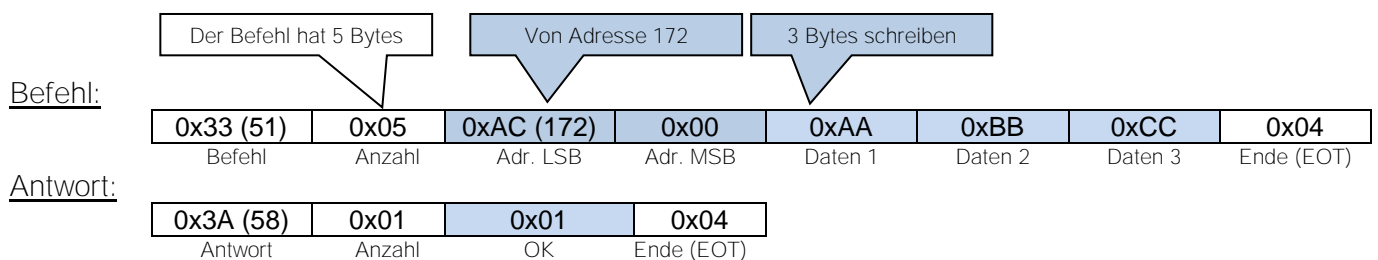 Der Befehl hat 5 Bytes Von Adresse 172 3 Bytes schreiben
Befehl:
0x33 (51) 0x05 0xAC (172) 0x00 0xAA 0xBB 0xCC 0x04
Befehl Anzahl Adr. LSB Adr. MSB Daten 1 Daten 2 Daten 3 Ende (EOT)
Antwort:
0x3A (58) 0x01 0x01 0x04
Antwort Anzahl OK Ende (EOT)